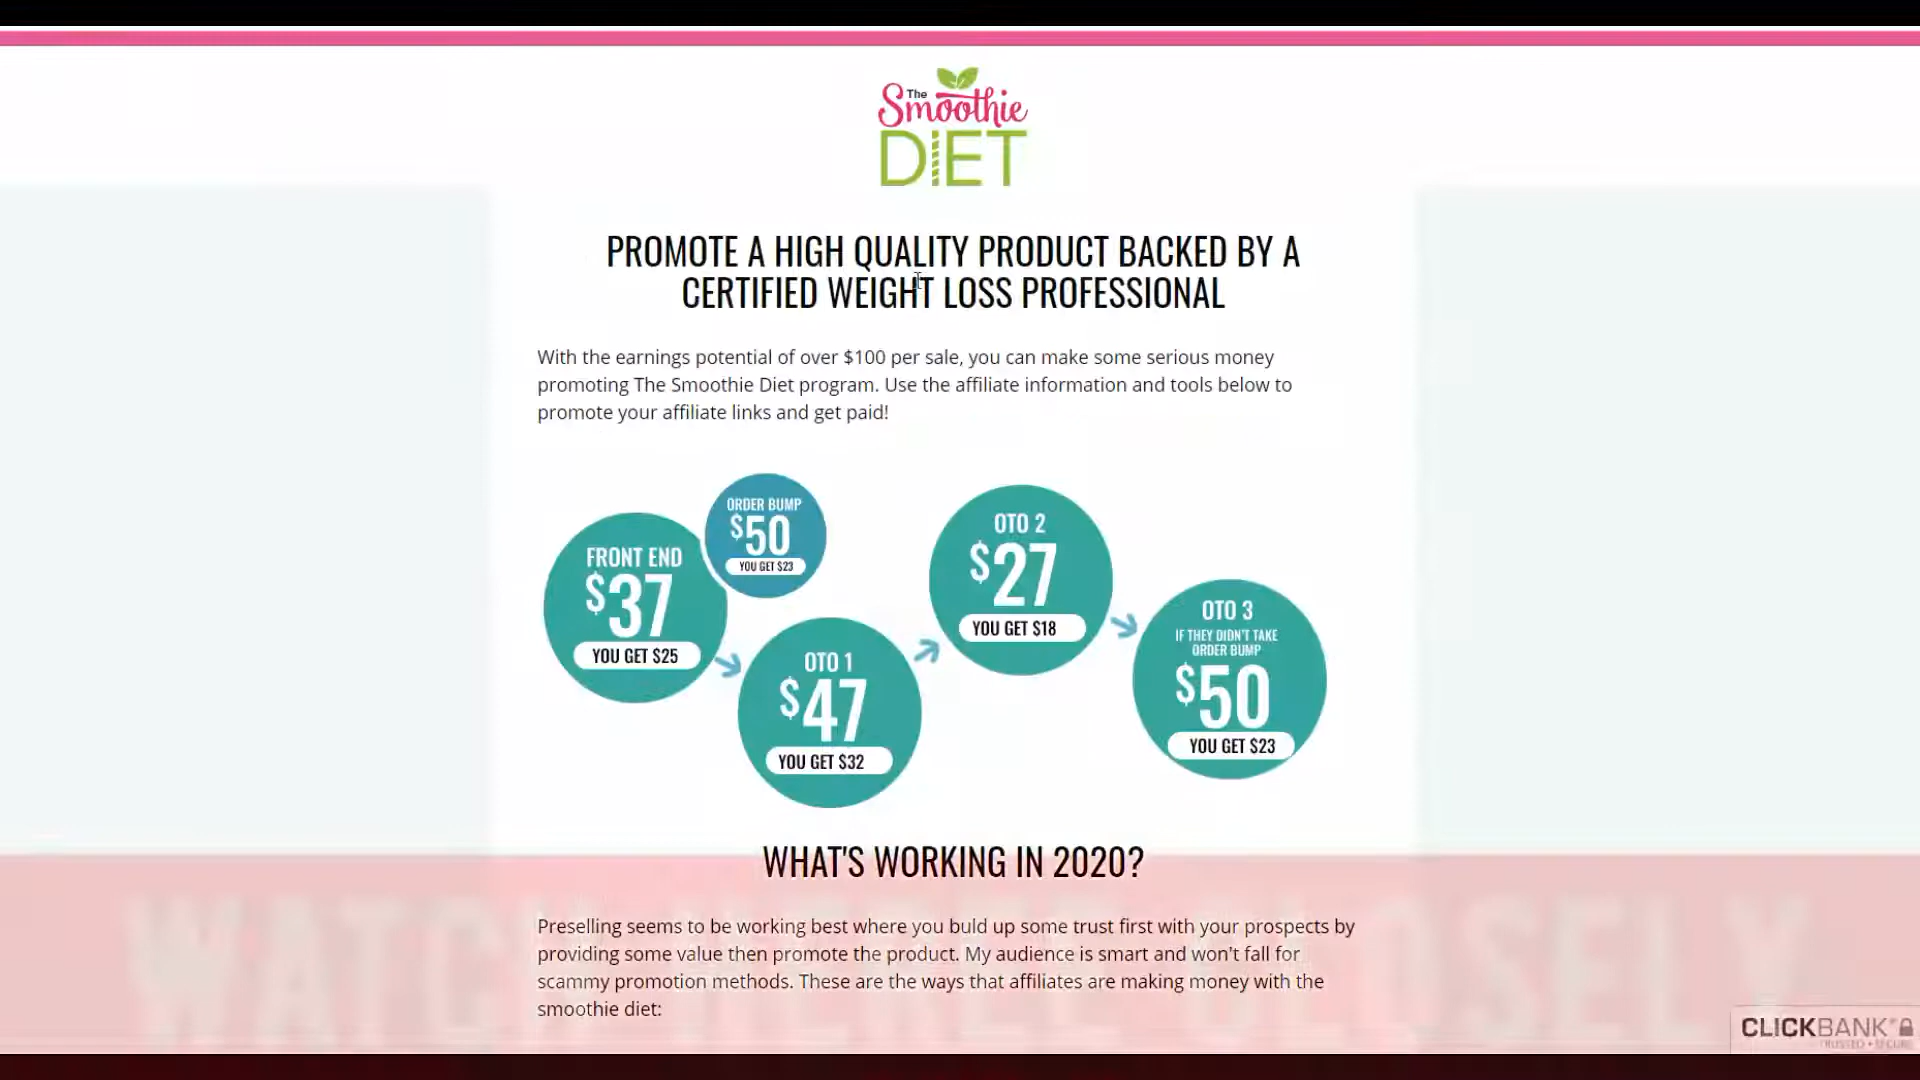 The
Smoothie
DIET
PROMOTE A HIGH QUALITY PRODUCT BACKED BY A
CERTIFIED WEIGHT LOSS PROFESSIONAL
With the earnings potential of over $100 per sale, you can make some serious money
promoting The Smoothie Diet program. Use the affiliate information and tools below to
promote your affiliate links and get paid!
ORDER BUMP
$50
YOU GET $23
FRONT END
$37
YOU GET $25
OTO 1
$47
YOU GET $32
OTO 2
$27
YOU GET $18
OTO 3
IF THEY DIDN'T TAKE
ORDER BUMP
$50
YOU GET $23
WHAT'S WORKING IN 2020?
Preselling seems to be working best where you buld up some trust first with your prospects by
providing some value then promote the product. My audience is smart and won't fall for
scammy promotion methods. These are the ways that affiliates are making money with the
smoothie diet:
WATCH CLOSELY
CLICKBANK
TRUSTED • SECURE